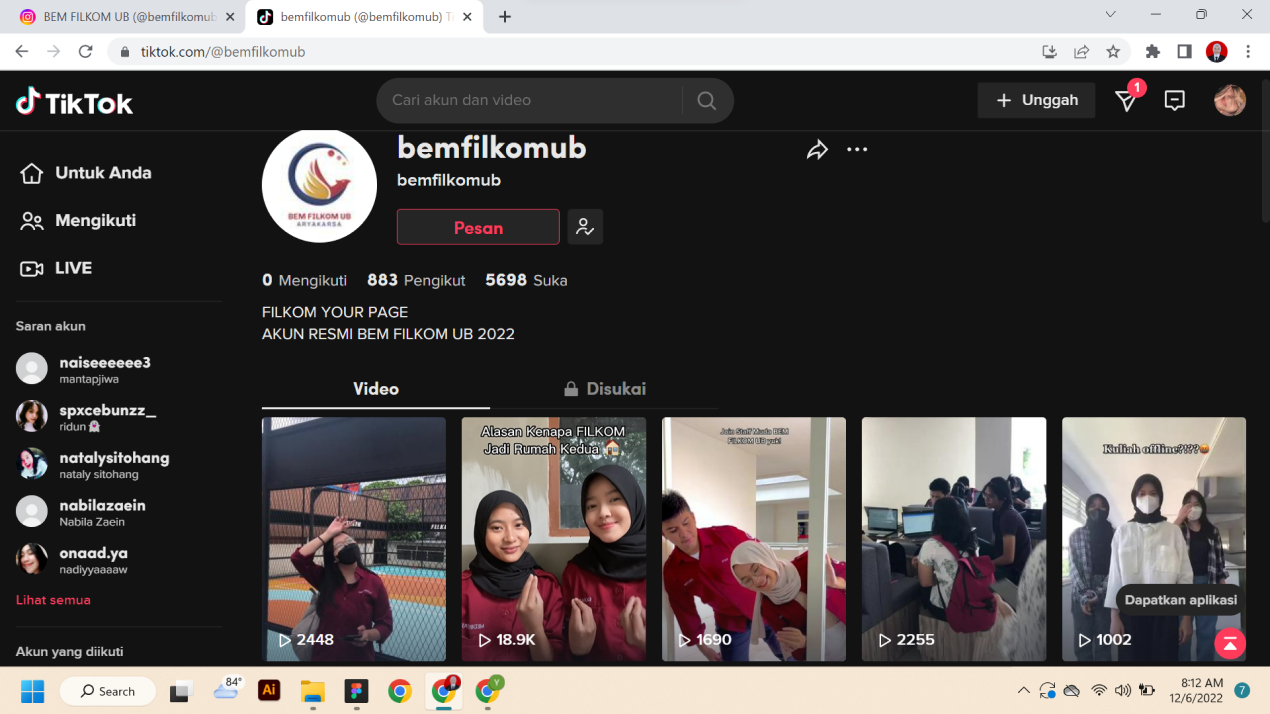 BEM FILKOM UB (@bemfilkomub
bemfilkomub (@bemfilkomub) T
tiktok.com/@bemfilkomub
TikTok
Cari akun dan video
Unggah
1
Untuk Anda
Mengikuti
LIVE
Saran akun
naiseeeeee3
mantapjiwa
spxcebunzz_
ridun👻
natalysitohang
nataly sitohang
nabilazaein
Nabila Zaein
onaad.ya
nadiyyaaaaw
Lihat semua
Akun yang diikuti
BEM FILKOM UB
ARYAKARSA
bemfilkomub
bemfilkomub
Pesan
0 Mengikuti 883 Pengikut 5698 Suka
FILKOM YOUR PAGE
AKUN RESMI BEM FILKOM UB 2022
Video
Disukai
2448
Alasan Kenapa FILKOM
Jadi Rumah Kedua 🏠
18.9K
Join Staff Muda BEM
FILKOM UB yuk!
1690
2255
Kuliah offline?!??😡
1002
Dapatkan aplikasi
84°
Search
Ai
Y
8:12 AM
12/6/2022
7